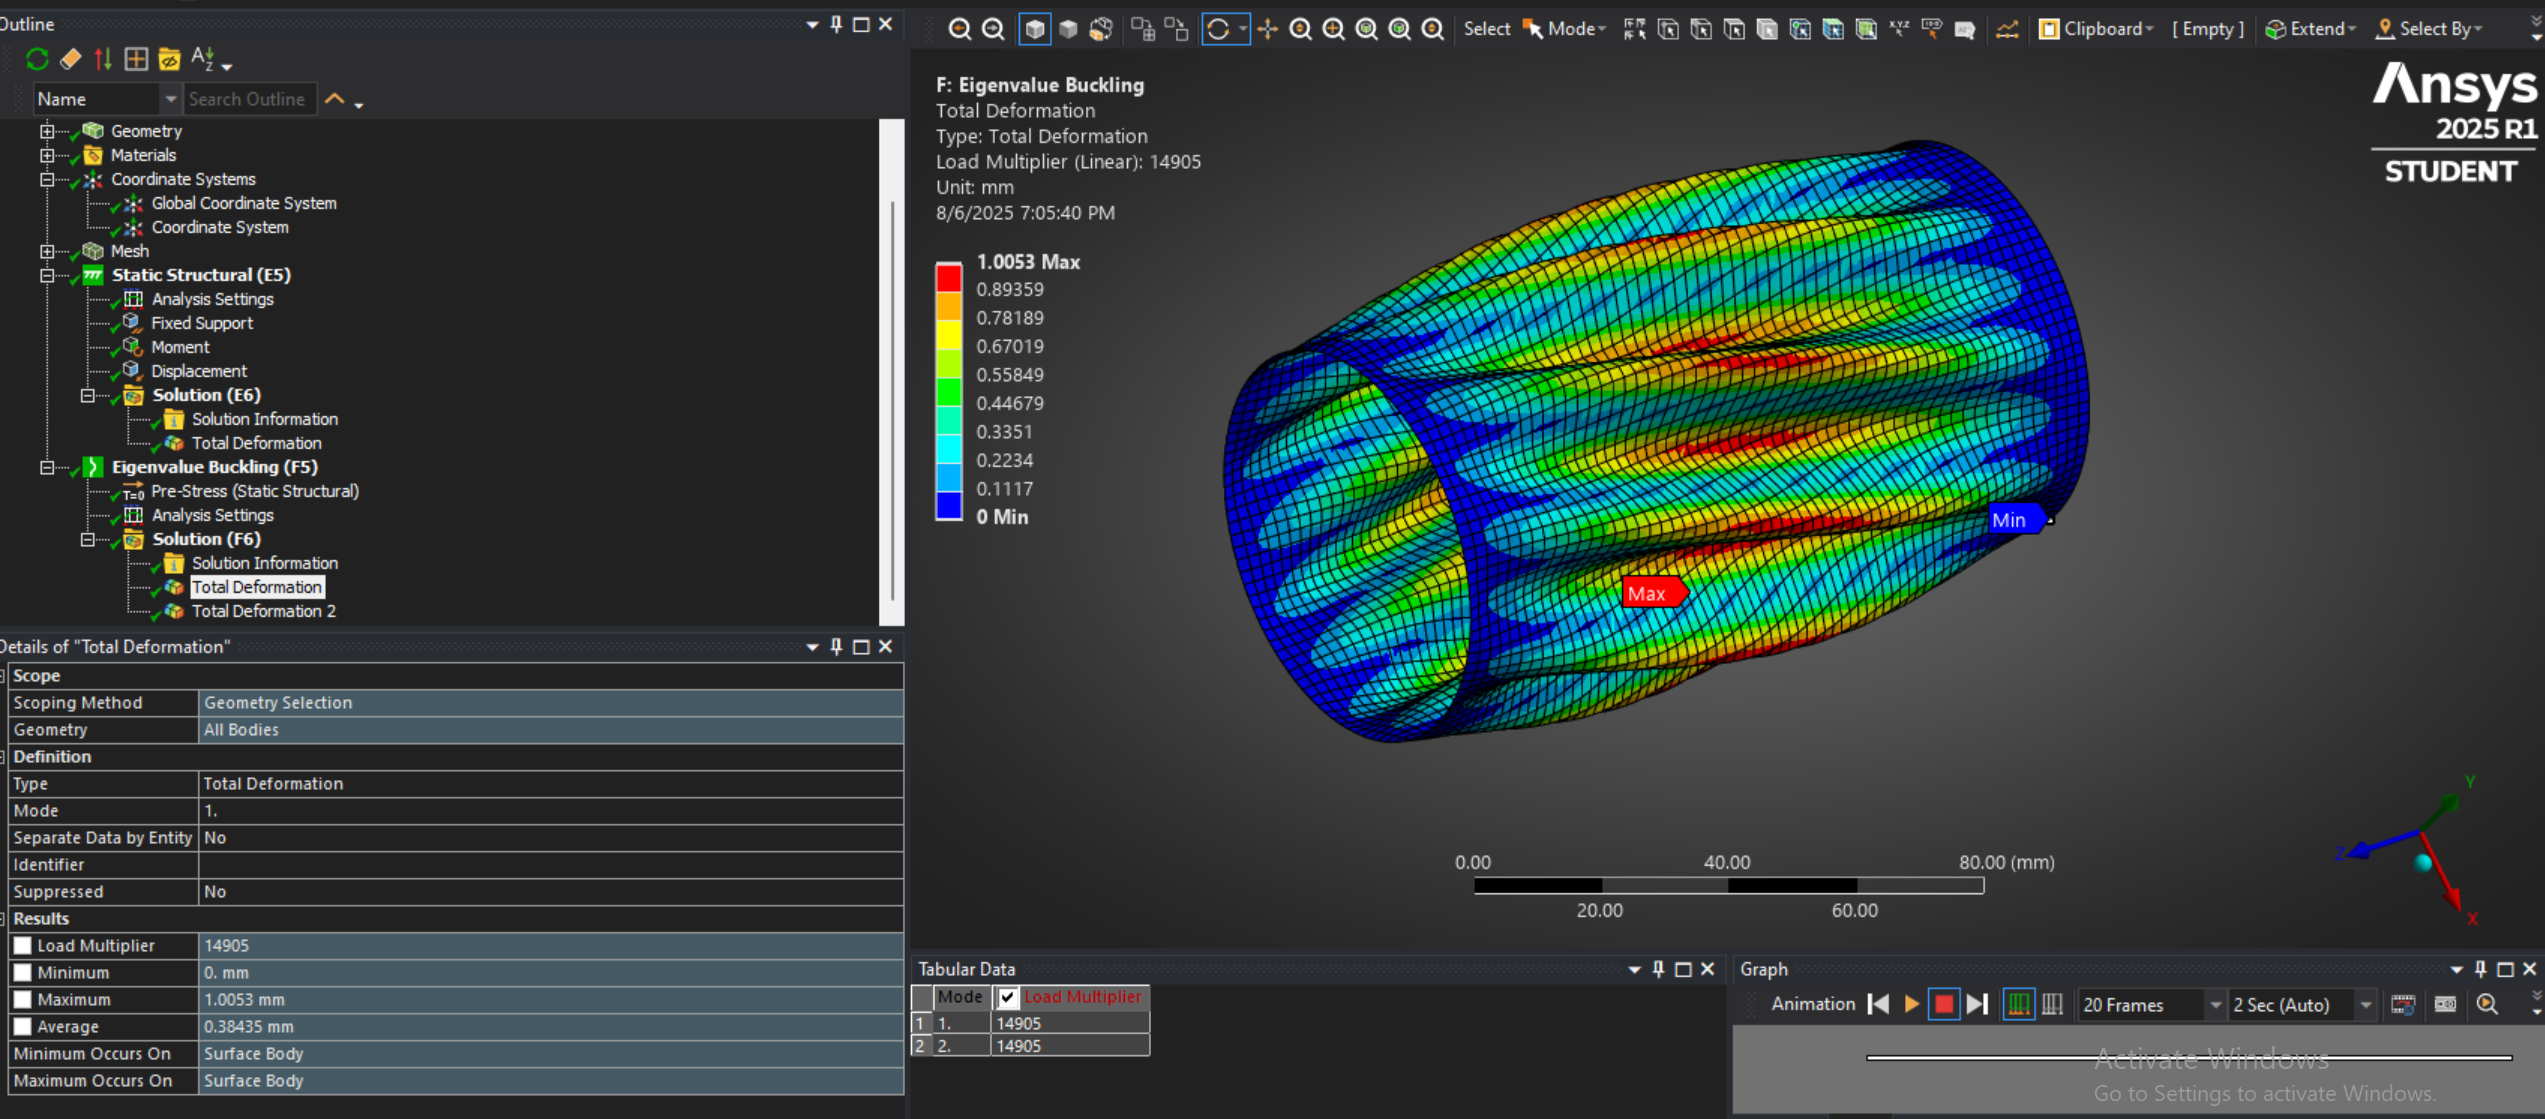 Outline
Name Search Outline
Geometry
Materials
Coordinate Systems
Global Coordinate System
Coordinate System
Mesh
Static Structural (E5)
Analysis Settings
Fixed Support
Moment
Displacement
Solution (E6)
Solution Information
Total Deformation
Eigenvalue Buckling (F5)
T=0 Pre-Stress (Static Structural)
Analysis Settings
Solution (F6)
Solution Information
Total Deformation
Total Deformation 2
Details of "Total Deformation"
Scope
Scoping Method Geometry Selection
Geometry All Bodies
Definition
Type Total Deformation
Mode 1.
Separate Data by Entity No
Identifier
Suppressed No
Results
Load Multiplier 14905
Minimum 0. mm
Maximum 1.0053 mm
Average 0.38435 mm
Minimum Occurs On Surface Body
Maximum Occurs On Surface Body
Select Mode Clipboard [ Empty ] Extend Select By
F: Eigenvalue Buckling
Total Deformation
Type: Total Deformation
Load Multiplier (Linear): 14905
Unit: mm
8/6/2025 7:05:40 PM
1.0053 Max
0.89359
0.78189
0.67019
0.55849
0.44679
0.3351
0.2234
0.1117
0 Min
Ansys
2025 R1
STUDENT
Min
Max
0.00 40.00 80.00 (mm)
20.00 60.00
Y
Z
X
Tabular Data
Mode Load Multiplier
1 1. 14905
2 2. 14905
Graph
Animation 20 Frames 2 Sec (Auto)
Activate Windows
Go to Settings to activate Windows.